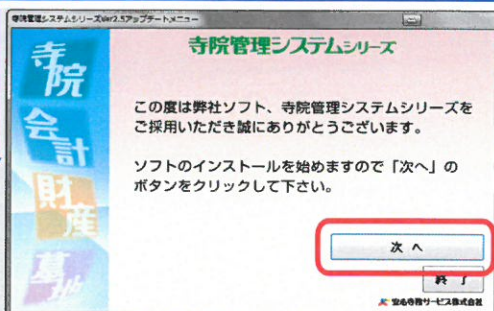 寺院管理システムシリーズVer2.5アップデートメニュー
寺院管理システムシリーズ
寺院
会計
財産
墓地
この度は弊社ソフト、寺院管理システムシリーズを
ご採用いただき誠にありがとうございます。
ソフトのインストールを始めますので「次へ」の
ボタンをクリックして下さい。
次 へ
終 了
安心寺務サービス株式会社